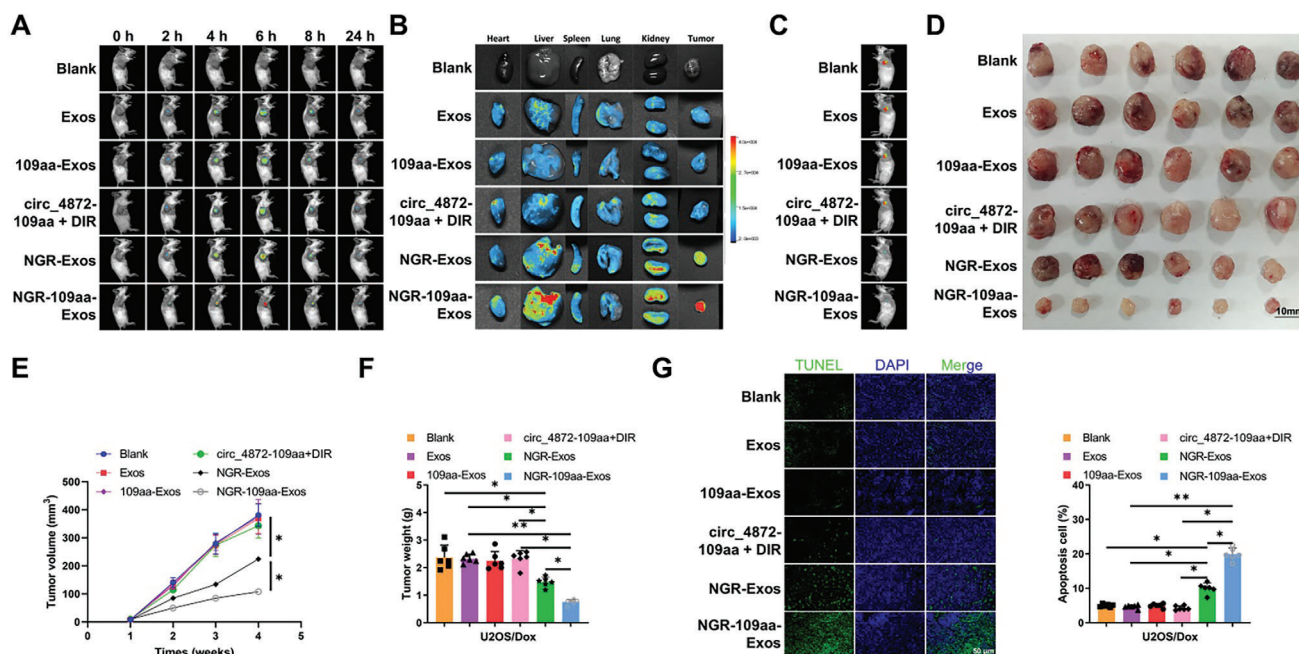 A
0 h 2 h 4 h 6 h 8 h 24 h
Blank
Exos
109aa-Exos
circ_4872-
109aa + DIR
NGR-Exos
NGR-109aa-
Exos
B
Heart Liver Spleen Lung Kidney Tumor
Blank
Exos
109aa-Exos
circ_4872-
109aa + DIR
NGR-Exos
NGR-109aa-
Exos
C
Blank
Exos
109aa-Exos
circ_4872-
109aa + DIR
NGR-Exos
NGR-109aa-
Exos
D
Blank
Exos
109aa-Exos
circ_4872-
109aa + DIR
NGR-Exos
NGR-109aa-
Exos
10mm
E
Blank circ_4872-109aa+DIR
Exos NGR-Exos
109aa-Exos NGR-109aa-Exos
Tumor volume (mm³)
500
400
300
200
100
0
*
*
0 1 2 3 4 5
Times (weeks)
F
Blank circ_4872-109aa+DIR
Exos NGR-Exos
109aa-Exos NGR-109aa-Exos
Tumor weight (g)
5
4
3
2
1
0
*
*
*
**
*
*
U2OS/Dox
G
TUNEL DAPI Merge
Blank
Exos
109aa-Exos
circ_4872-
109aa + DIR
NGR-Exos
NGR-109aa-
Exos
50 µm
Blank circ_4872-109aa+DIR
Exos NGR-Exos
109aa-Exos NGR-109aa-Exos
Apoptosis cell (%)
40
30
20
10
0
**
*
*
*
*
*
U2OS/Dox